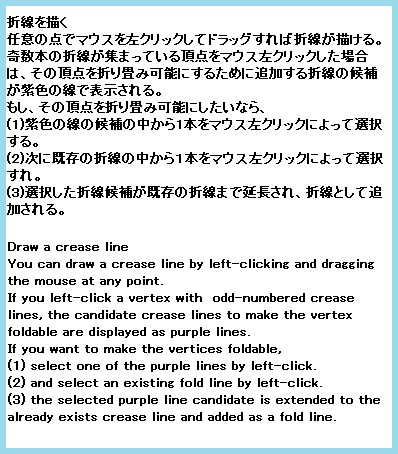 折線を描く
任意の点でマウスを左クリックしてドラッグすれば折線が描ける。
奇数本の折線が集まっている頂点をマウス左クリックした場合
は、その頂点を折り畳み可能にするために追加する折線の候補
が紫色の線で表示される。
もし、その頂点を折り畳み可能にしたいなら、
(1)紫色の線の候補の中から1本をマウス左クリックによって選択
する。
(2)次に既存の折線の中から1本をマウス左クリックによって選択
すれ。
(3)選択した折線候補が既存の折線まで延長され、折線として追
加される。
Draw a crease line
You can draw a crease line by left-clicking and dragging
the mouse at any point.
If you left-click a vertex with  odd-numbered crease
lines, the candidate crease lines to make the vertex
foldable are displayed as purple lines.
If you want to make the vertices foldable,
(1) select one of the purple lines by left-click.
(2) and select an existing fold line by left-click.
(3) the selected purple line candidate is extended to the
already exists crease line and added as a fold line.